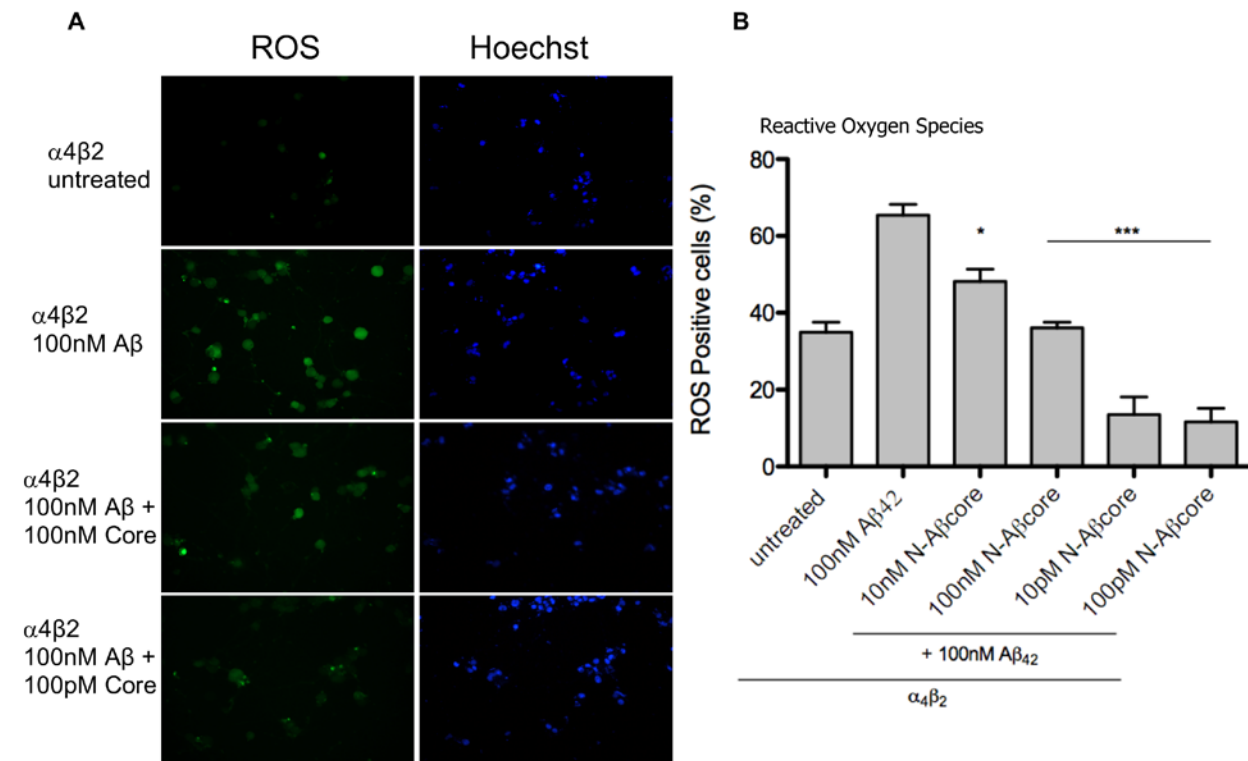 A
ROS
Hoechst
α4β2
untreated
α4β2
100nM Aβ
α4β2
100nM Aβ +
100nM Core
α4β2
100nM Aβ +
100pM Core
B
Reactive Oxygen Species
ROS Positive cells (%)
80
60
40
20
0
*
***
untreated
100nM Aβ42
10nM N-Aβcore
100nM N-Aβcore
10pM N-Aβcore
100pM N-Aβcore
+ 100nM Aβ₄₂
α₄β₂